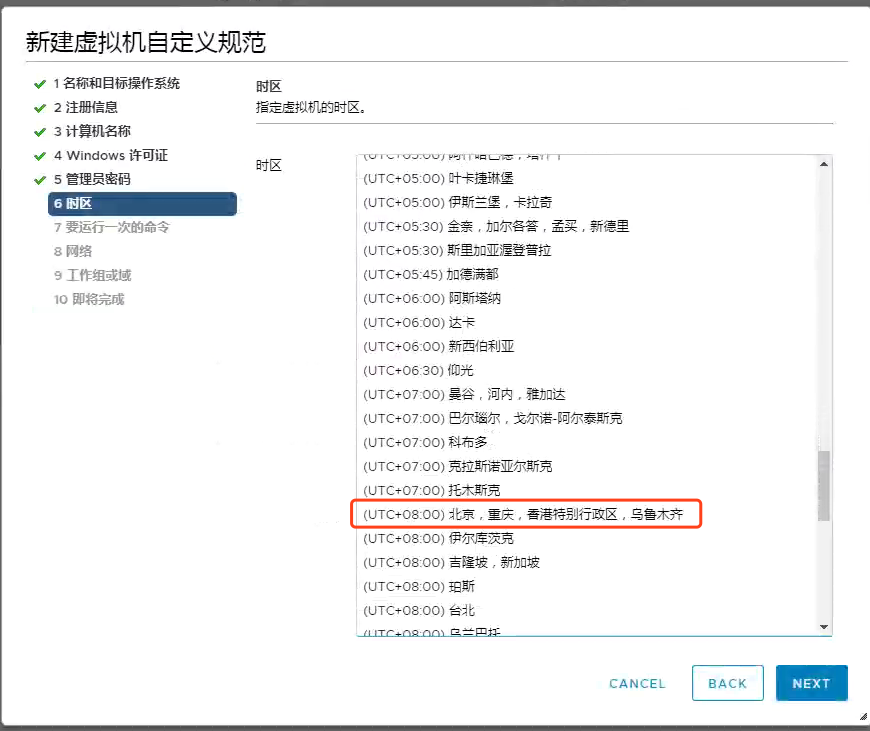 新建虚拟机自定义规范
1 名称和目标操作系统
2 注册信息
3 计算机名称
4 Windows 许可证
5 管理员密码
6 时区
7 要运行一次的命令
8 网络
9 工作组或域
10 即将完成
时区
指定虚拟机的时区。
时区
(UTC+05:00) 阿什哈巴德，塔什干
(UTC+05:00) 叶卡捷琳堡
(UTC+05:00) 伊斯兰堡，卡拉奇
(UTC+05:30) 金奈，加尔各答，孟买，新德里
(UTC+05:30) 斯里加亚渥登普拉
(UTC+05:45) 加德满都
(UTC+06:00) 阿斯塔纳
(UTC+06:00) 达卡
(UTC+06:00) 新西伯利亚
(UTC+06:30) 仰光
(UTC+07:00) 曼谷，河内，雅加达
(UTC+07:00) 巴尔瑙尔，戈尔诺-阿尔泰斯克
(UTC+07:00) 科布多
(UTC+07:00) 克拉斯诺亚尔斯克
(UTC+07:00) 托木斯克
(UTC+08:00) 北京，重庆，香港特别行政区，乌鲁木齐
(UTC+08:00) 伊尔库茨克
(UTC+08:00) 吉隆坡，新加坡
(UTC+08:00) 珀斯
(UTC+08:00) 台北
(UTC+08:00) 乌兰巴托
CANCEL
BACK
NEXT